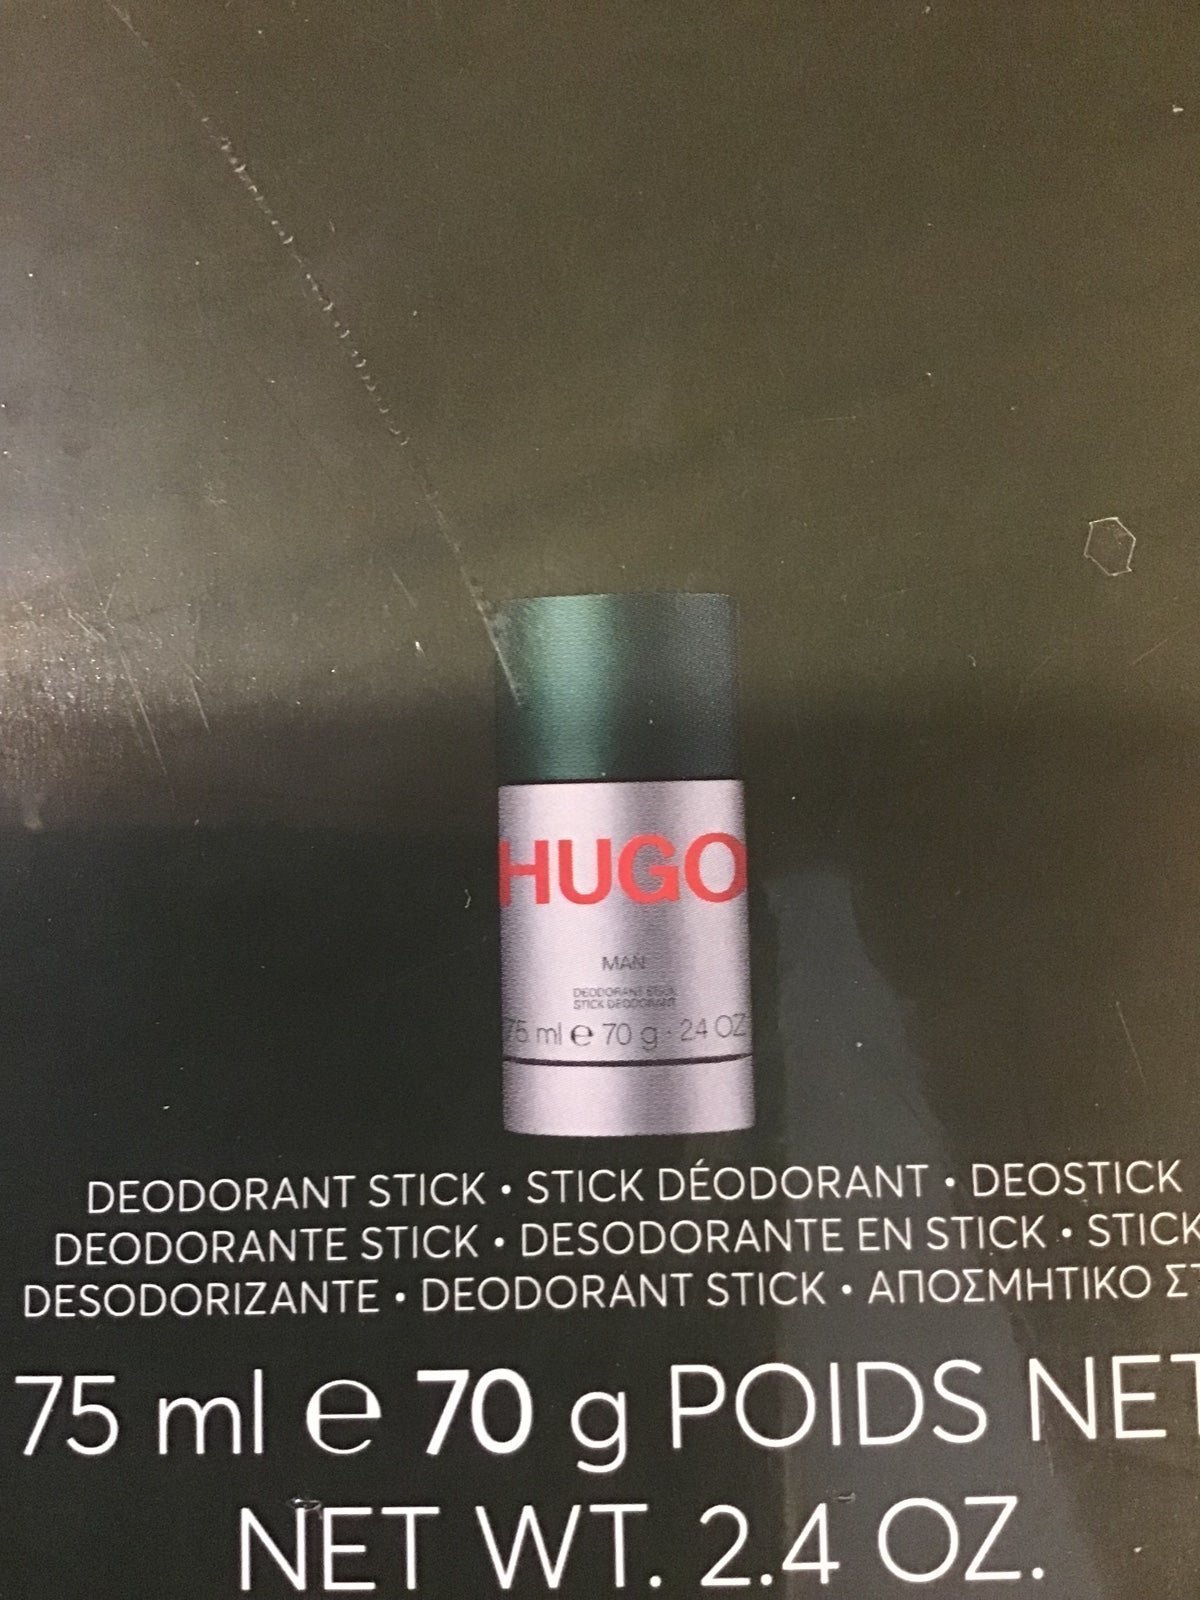 HUGO
MAN
DEODORANT STICK
STICK DEODORANT
75 ml e 70 g · 2.4 OZ
DEODORANT STICK • STICK DÉODORANT • DEOSTICK
DEODORANTE STICK • DESODORANTE EN STICK • STICK
DESODORIZANTE • DEODORANT STICK • ΑΠΟΣΜΗΤΙΚΟ ΣΤ
75 ml e 70 g POIDS NET
NET WT. 2.4 OZ.